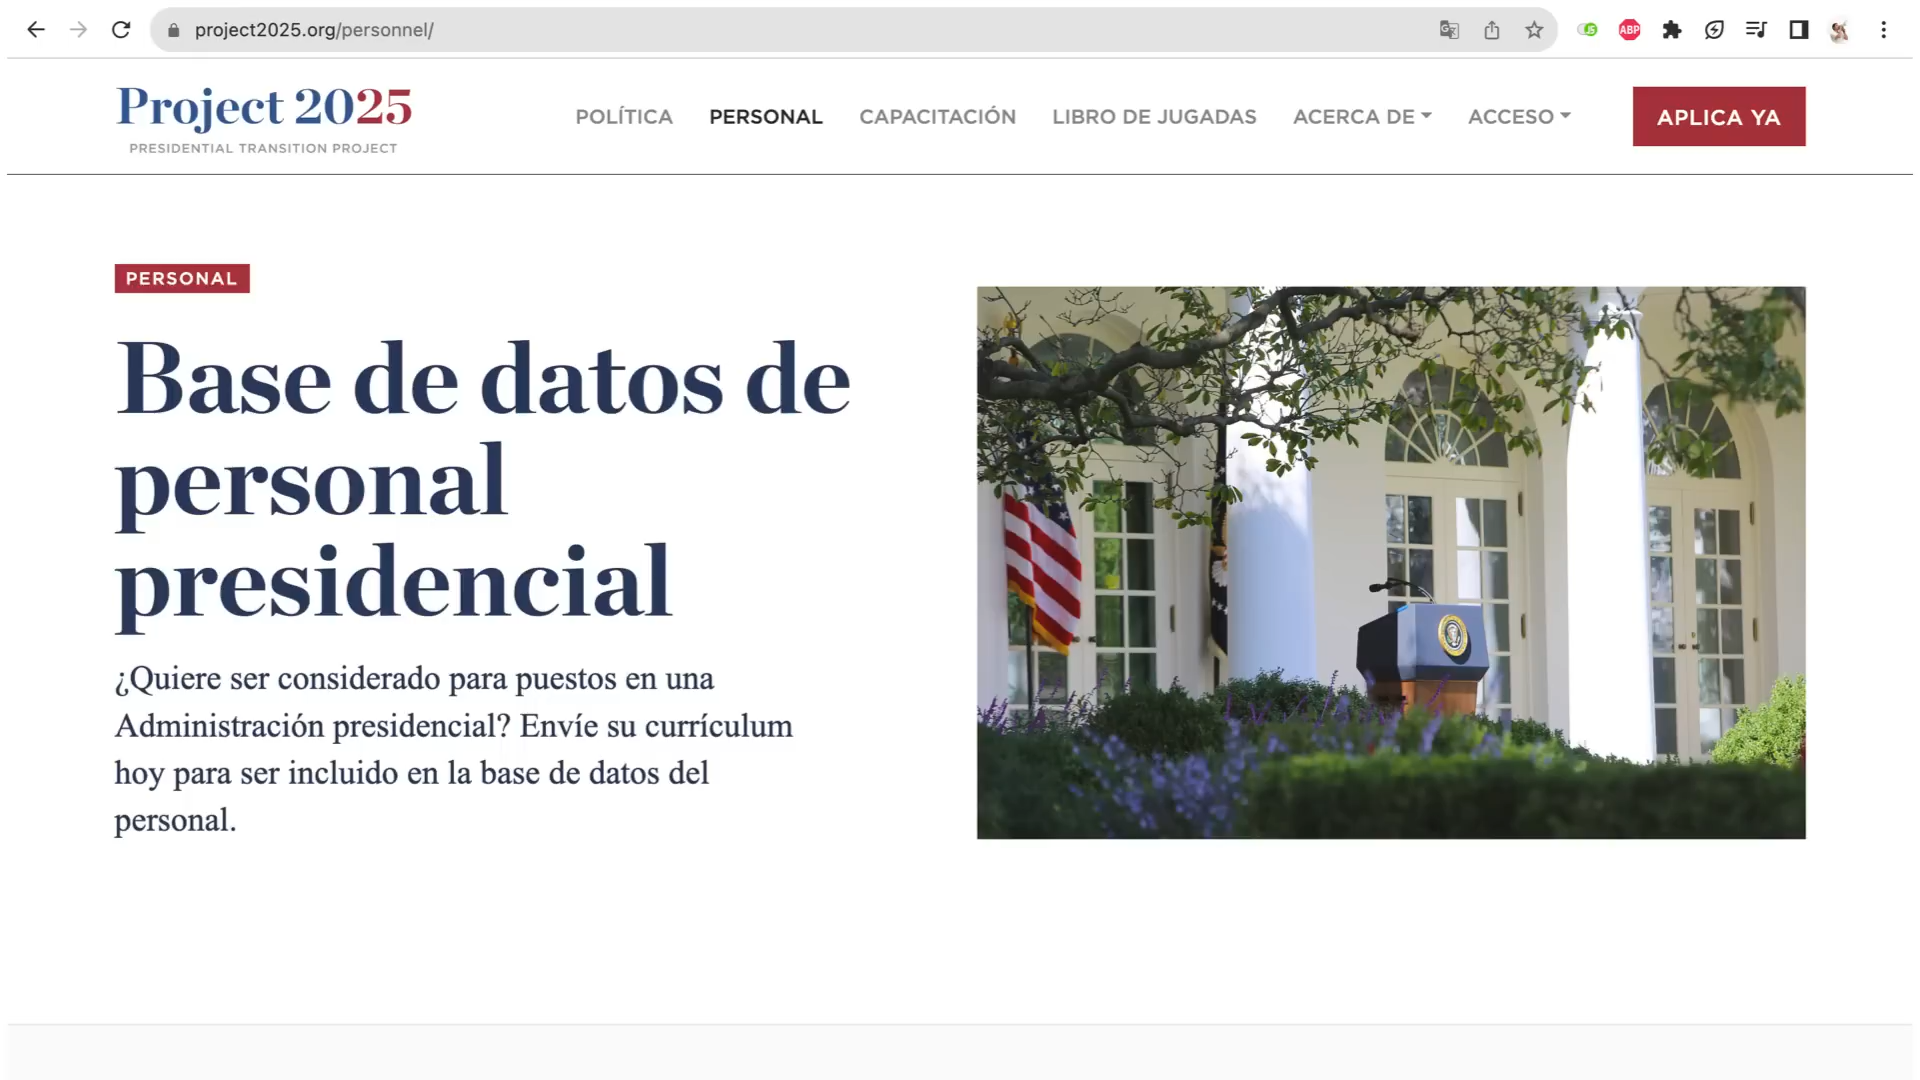 project2025.org/personnel/
ABP
Project 2025
PRESIDENTIAL TRANSITION PROJECT
POLÍTICA
PERSONAL
CAPACITACIÓN
LIBRO DE JUGADAS
ACERCA DE
ACCESO
APLICA YA
PERSONAL
Base de datos de
personal
presidencial
¿Quiere ser considerado para puestos en una
Administración presidencial? Envíe su currículum
hoy para ser incluido en la base de datos del
personal.